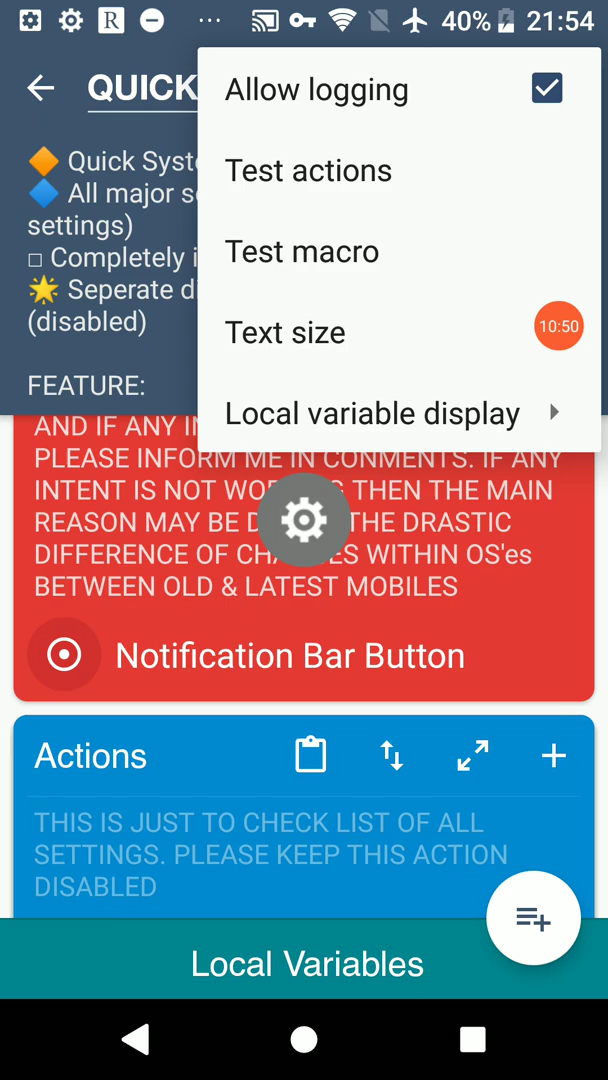 R ... 40% 21:54
QUICK
Allow logging
Test actions
Test macro
Text size
10:50
Local variable display
Quick Syst
All major s
settings)
Completely i
Seperate di
(disabled)
FEATURE:
AND IF ANY IN
PLEASE INFORM ME IN CONMENTS. IF ANY
INTENT IS NOT WO THEN THE MAIN
REASON MAY BE D THE DRASTIC
DIFFERENCE OF CH ES WITHIN OS'es
BETWEEN OLD & LATEST MOBILES
Notification Bar Button
Actions
THIS IS JUST TO CHECK LIST OF ALL
SETTINGS. PLEASE KEEP THIS ACTION
DISABLED
Local Variables